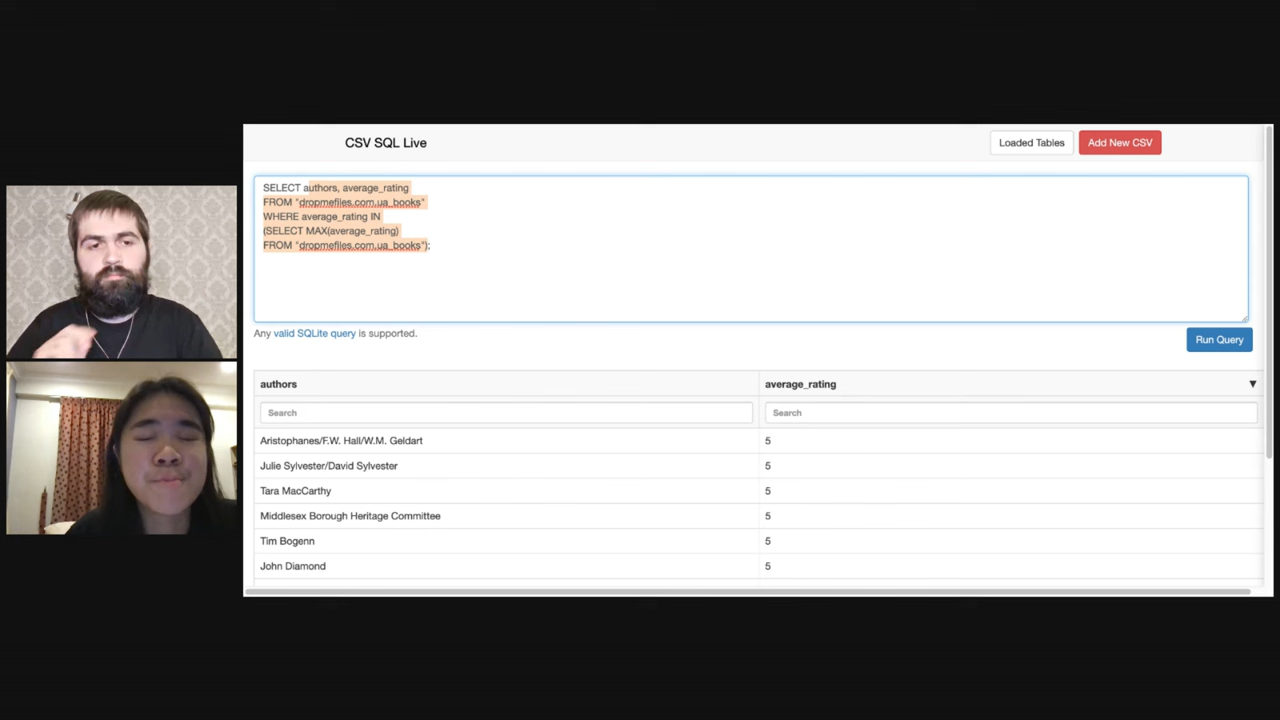 CSV SQL Live
Loaded Tables
Add New CSV
SELECT authors, average_rating
FROM "dropmefiles.com.ua_books"
WHERE average_rating IN
(SELECT MAX(average_rating)
FROM "dropmefiles.com.ua_books");
Any valid SQLite query is supported.
Run Query
authors average_rating ▼
Search Search
Aristophanes/F.W. Hall/W.M. Geldart 5
Julie Sylvester/David Sylvester 5
Tara MacCarthy 5
Middlesex Borough Heritage Committee 5
Tim Bogenn 5
John Diamond 5